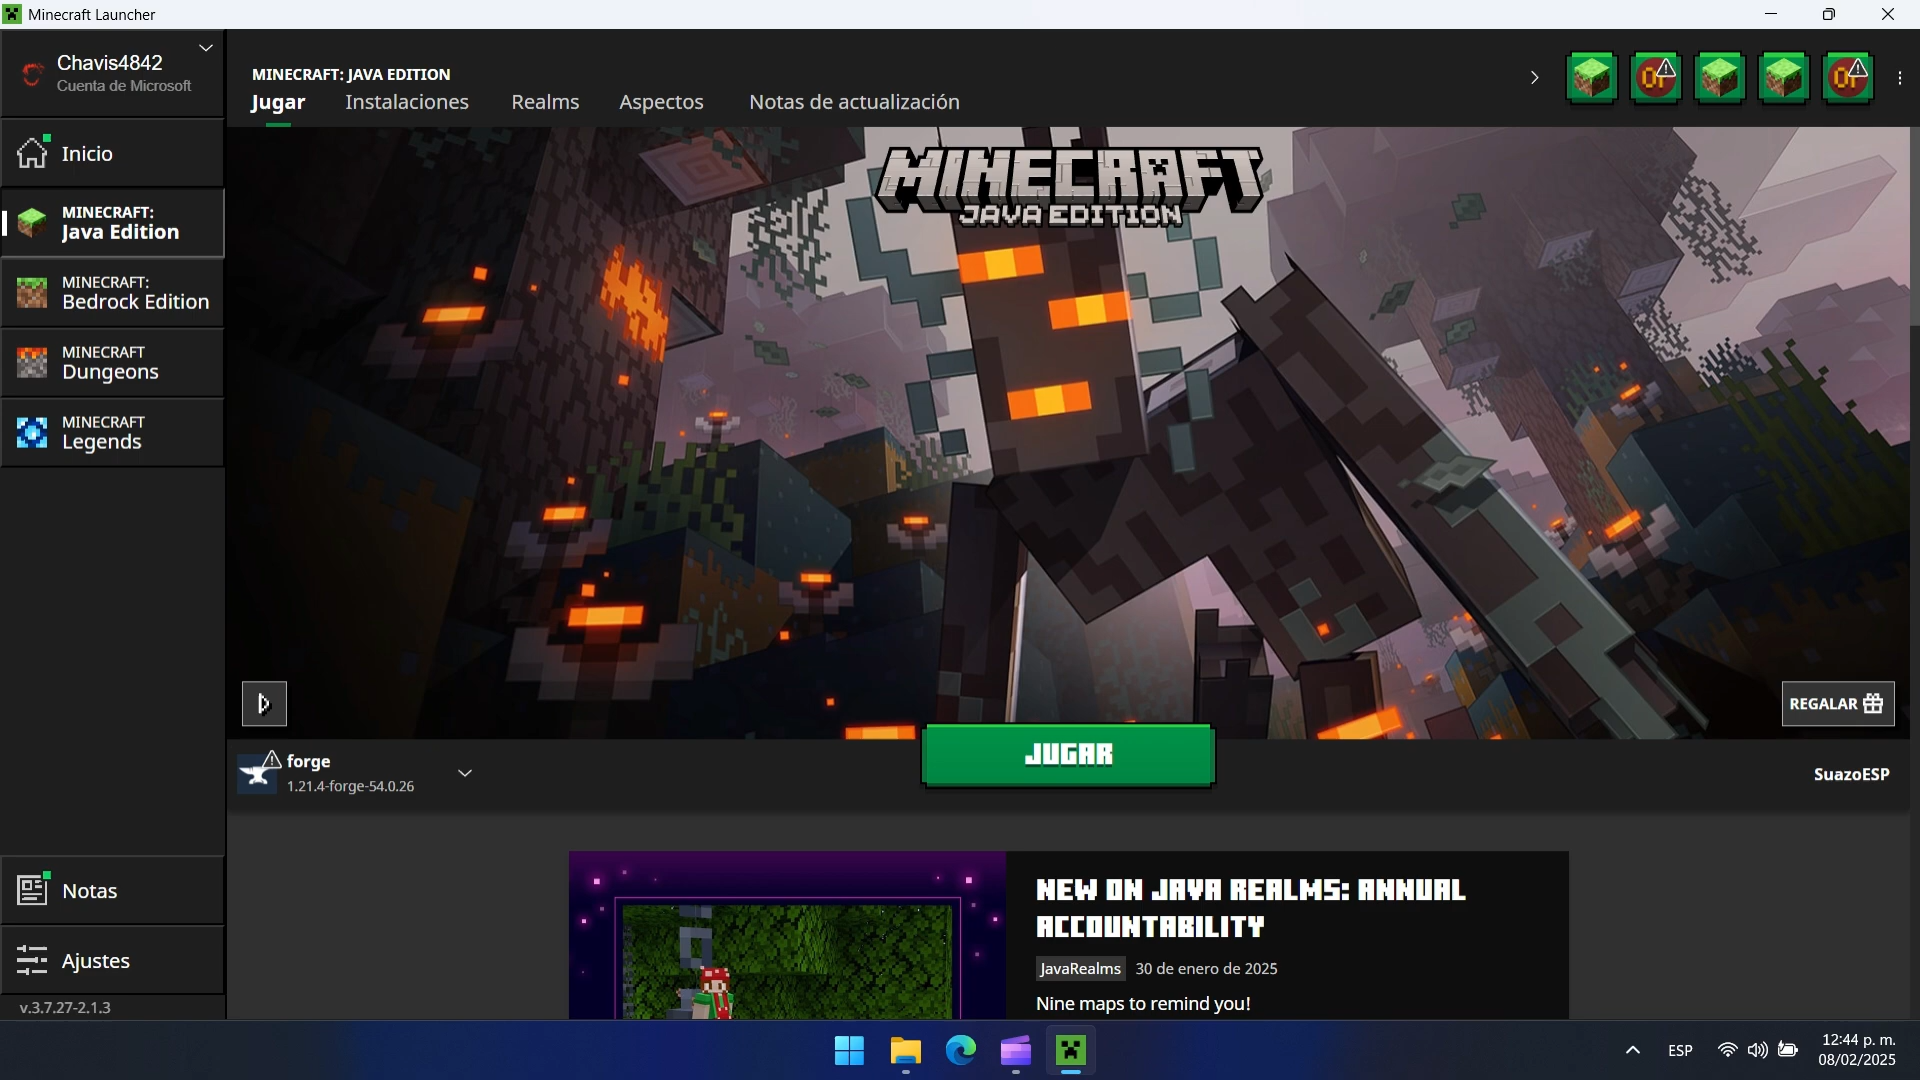 Minecraft Launcher
Chavis4842
Cuenta de Microsoft
MINECRAFT: JAVA EDITION
Jugar
Instalaciones
Realms
Aspectos
Notas de actualización
Inicio
MINECRAFT:
Java Edition
MINECRAFT:
Bedrock Edition
MINECRAFT
Dungeons
MINECRAFT
Legends
MINECRAFT
JAVA EDITION
REGALAR
forge
1.21.4-forge-54.0.26
JUGAR
SuazoESP
NEW ON JAVA REALMS: ANNUAL
ACCOUNTABILITY
JavaRealms 30 de enero de 2025
Nine maps to remind you!
Notas
Ajustes
v.3.7.27-2.1.3
ESP
12:44 p. m.
08/02/2025